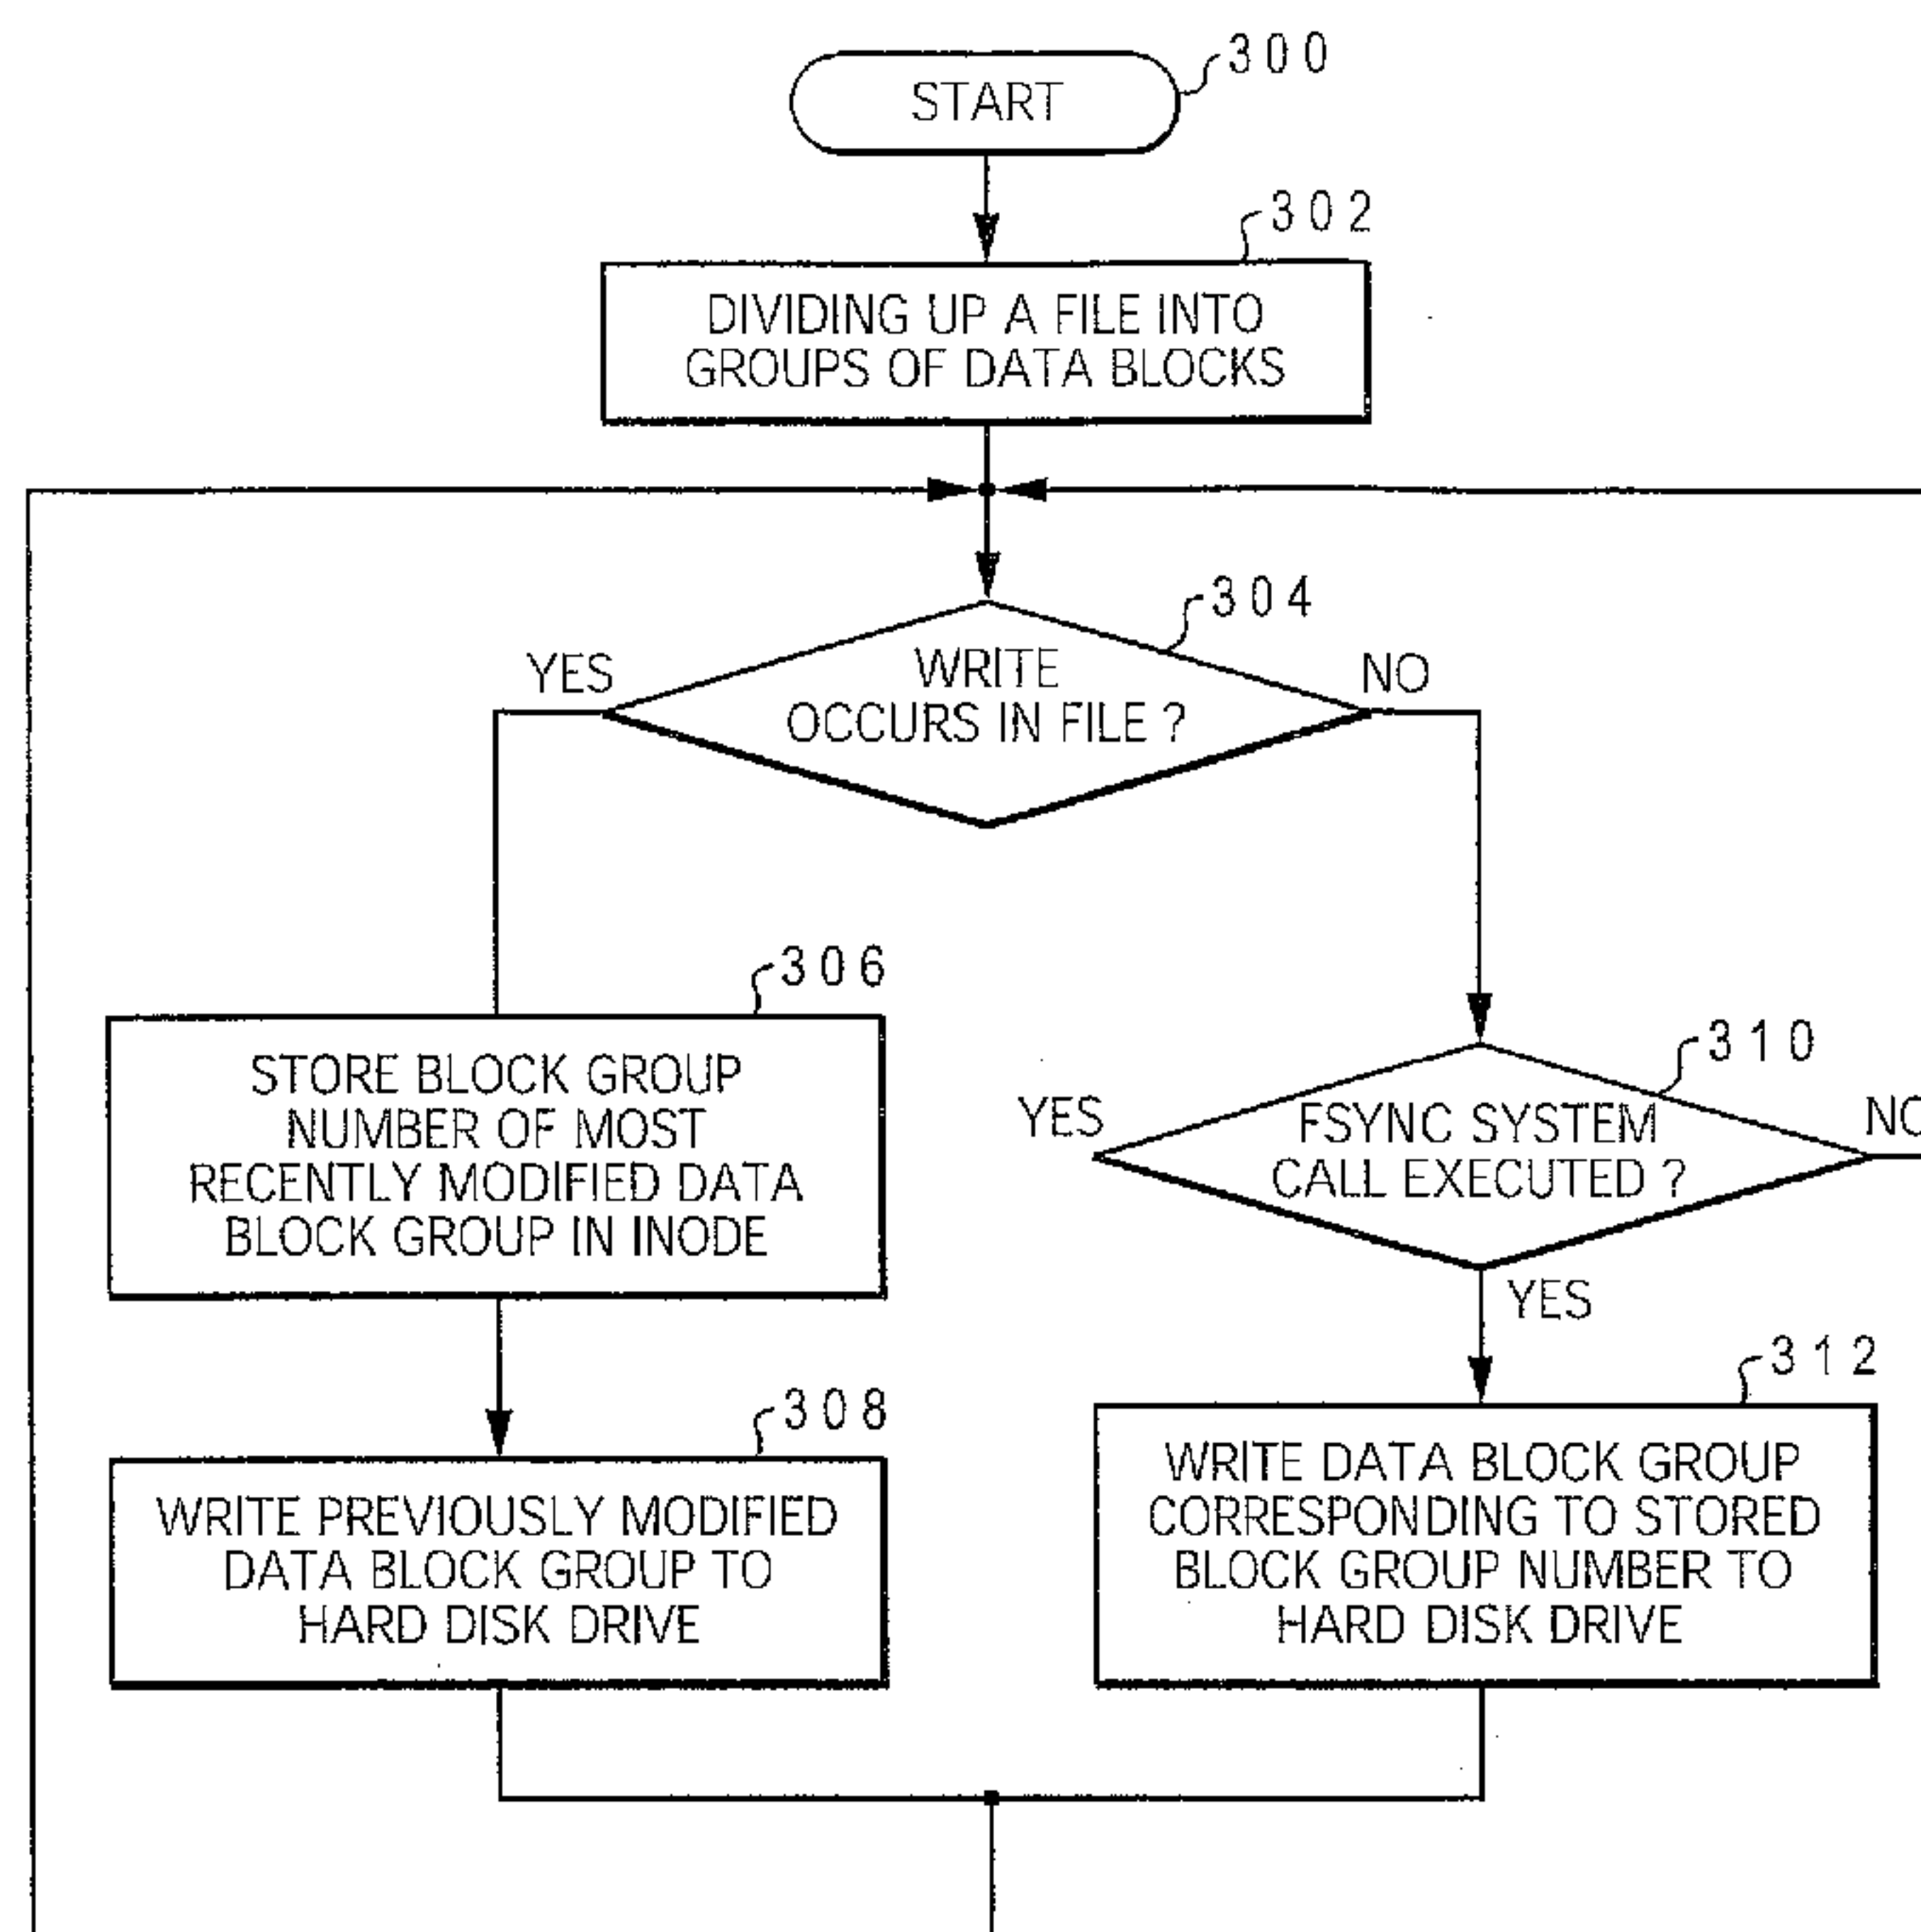 300
START
302
DIVIDING UP A FILE INTO
GROUPS OF DATA BLOCKS
304
YES
WRITE
OCCURS IN FILE ?
NO
306
STORE BLOCK GROUP
NUMBER OF MOST
RECENTLY MODIFIED DATA
BLOCK GROUP IN INODE
310
YES
FSYNC SYSTEM
CALL EXECUTED ?
NO
YES
308
WRITE PREVIOUSLY MODIFIED
DATA BLOCK GROUP TO
HARD DISK DRIVE
312
WRITE DATA BLOCK GROUP
CORRESPONDING TO STORED
BLOCK GROUP NUMBER TO
HARD DISK DRIVE